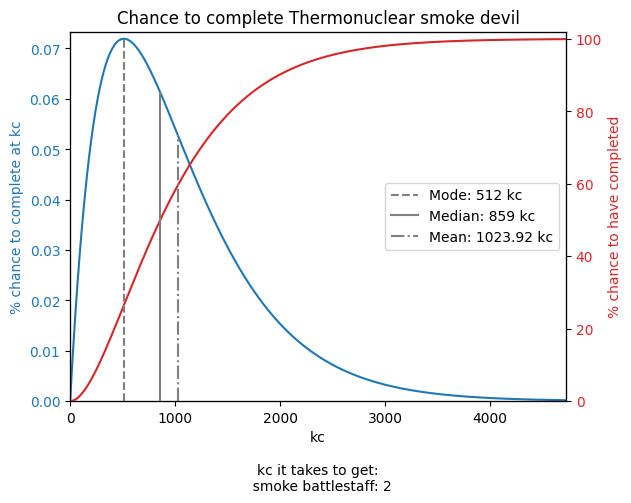 Chance to complete Thermonuclear smoke devil
% chance to complete at kc
0.00
0.01
0.02
0.03
0.04
0.05
0.06
0.07
Mode: 512 kc
Median: 859 kc
Mean: 1023.92 kc
0
20
40
60
80
100
% chance to have completed
0 1000 2000 3000 4000
kc
kc it takes to get:
smoke battlestaff: 2